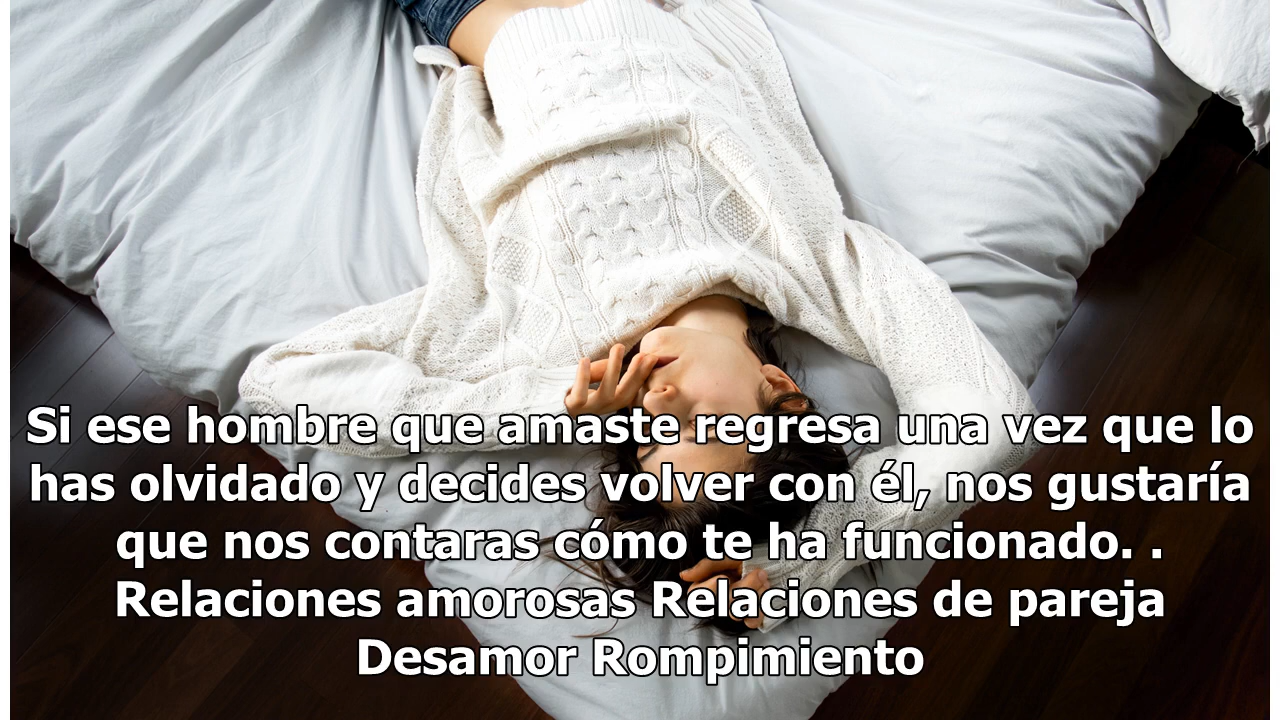 Si ese hombre que amaste regresa una vez que lo
has olvidado y decides volver con él, nos gustaría
que nos contaras cómo te ha funcionado. .
Relaciones amorosas Relaciones de pareja
Desamor Rompimiento